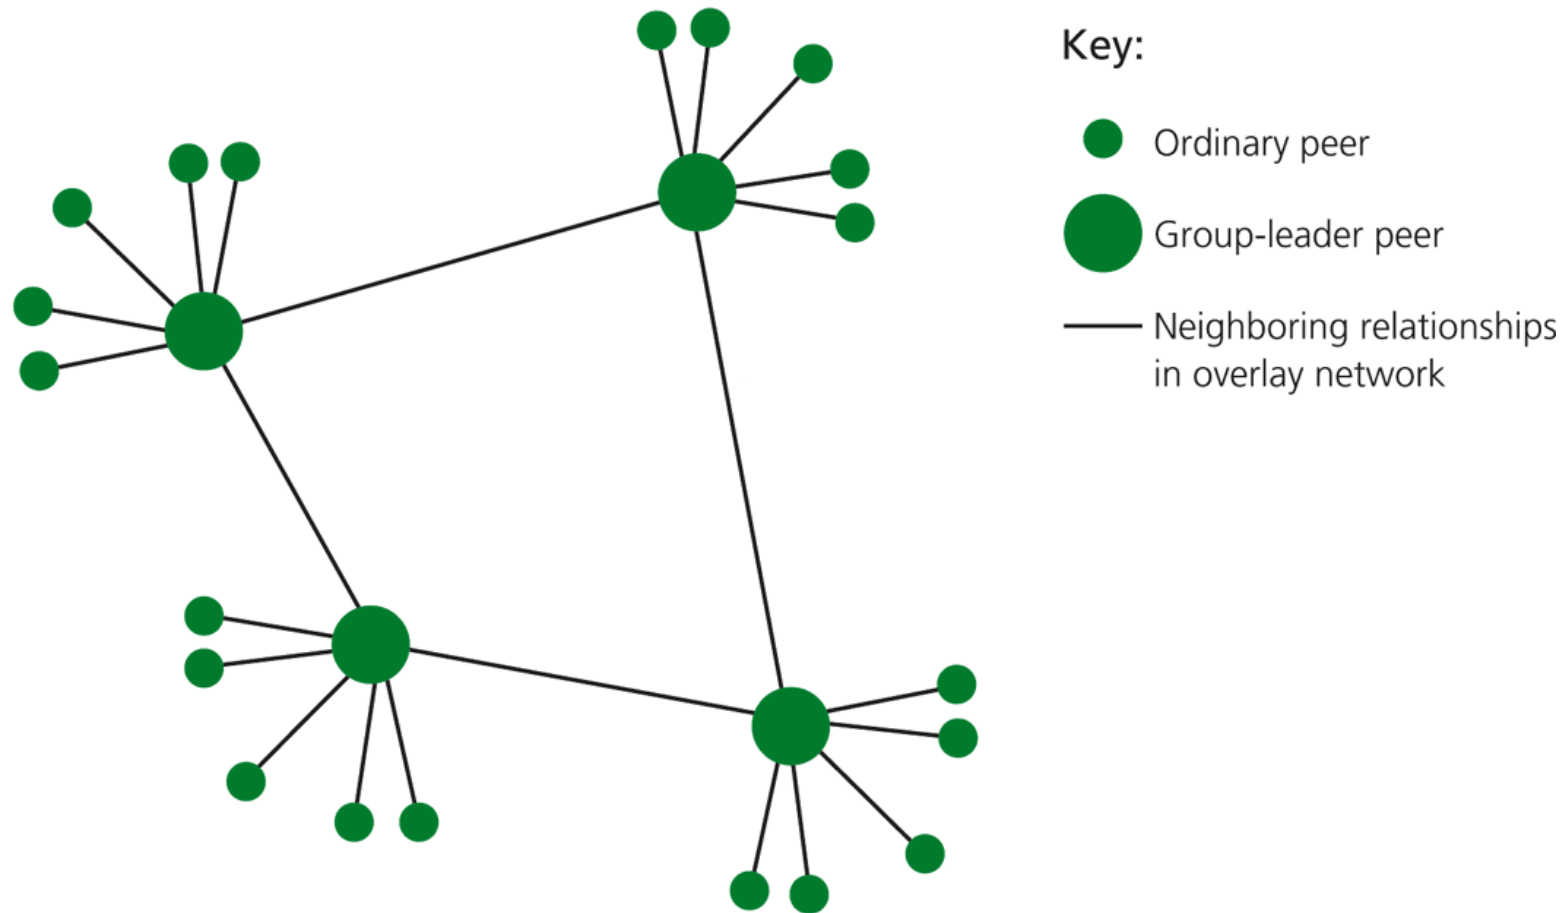 Key:
Ordinary peer
Group-leader peer
Neighboring relationships
in overlay network